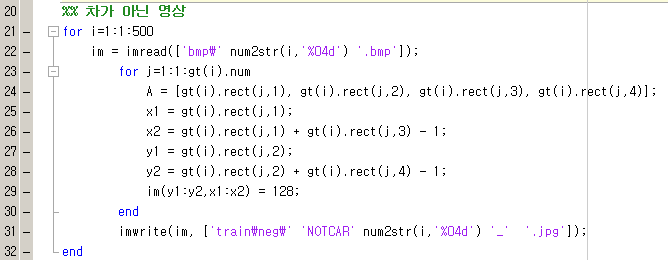 20 %% 차가 아닌 영상
21 – for i=1:1:500
22 – im = imread(['bmp\' num2str(i,'%04d') '.bmp']);
23 – for j=1:1:gt(i).num
24 – A = [gt(i).rect(j,1), gt(i).rect(j,2), gt(i).rect(j,3), gt(i).rect(j,4)];
25 – x1 = gt(i).rect(j,1);
26 – x2 = gt(i).rect(j,1) + gt(i).rect(j,3) - 1;
27 – y1 = gt(i).rect(j,2);
28 – y2 = gt(i).rect(j,2) + gt(i).rect(j,4) - 1;
29 – im(y1:y2,x1:x2) = 128;
30 – end
31 – imwrite(im, ['train\neg\' 'NOTCAR' num2str(i,'%04d') '_' '.jpg']);
32 – end